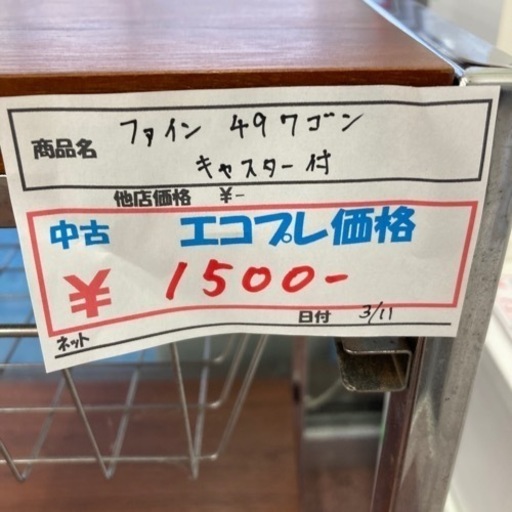 商品名 ファイン 49ワゴン
キャスター付
他店価格 ¥-
中古 エコプレ価格
¥1500-
日付 3/11
ネット